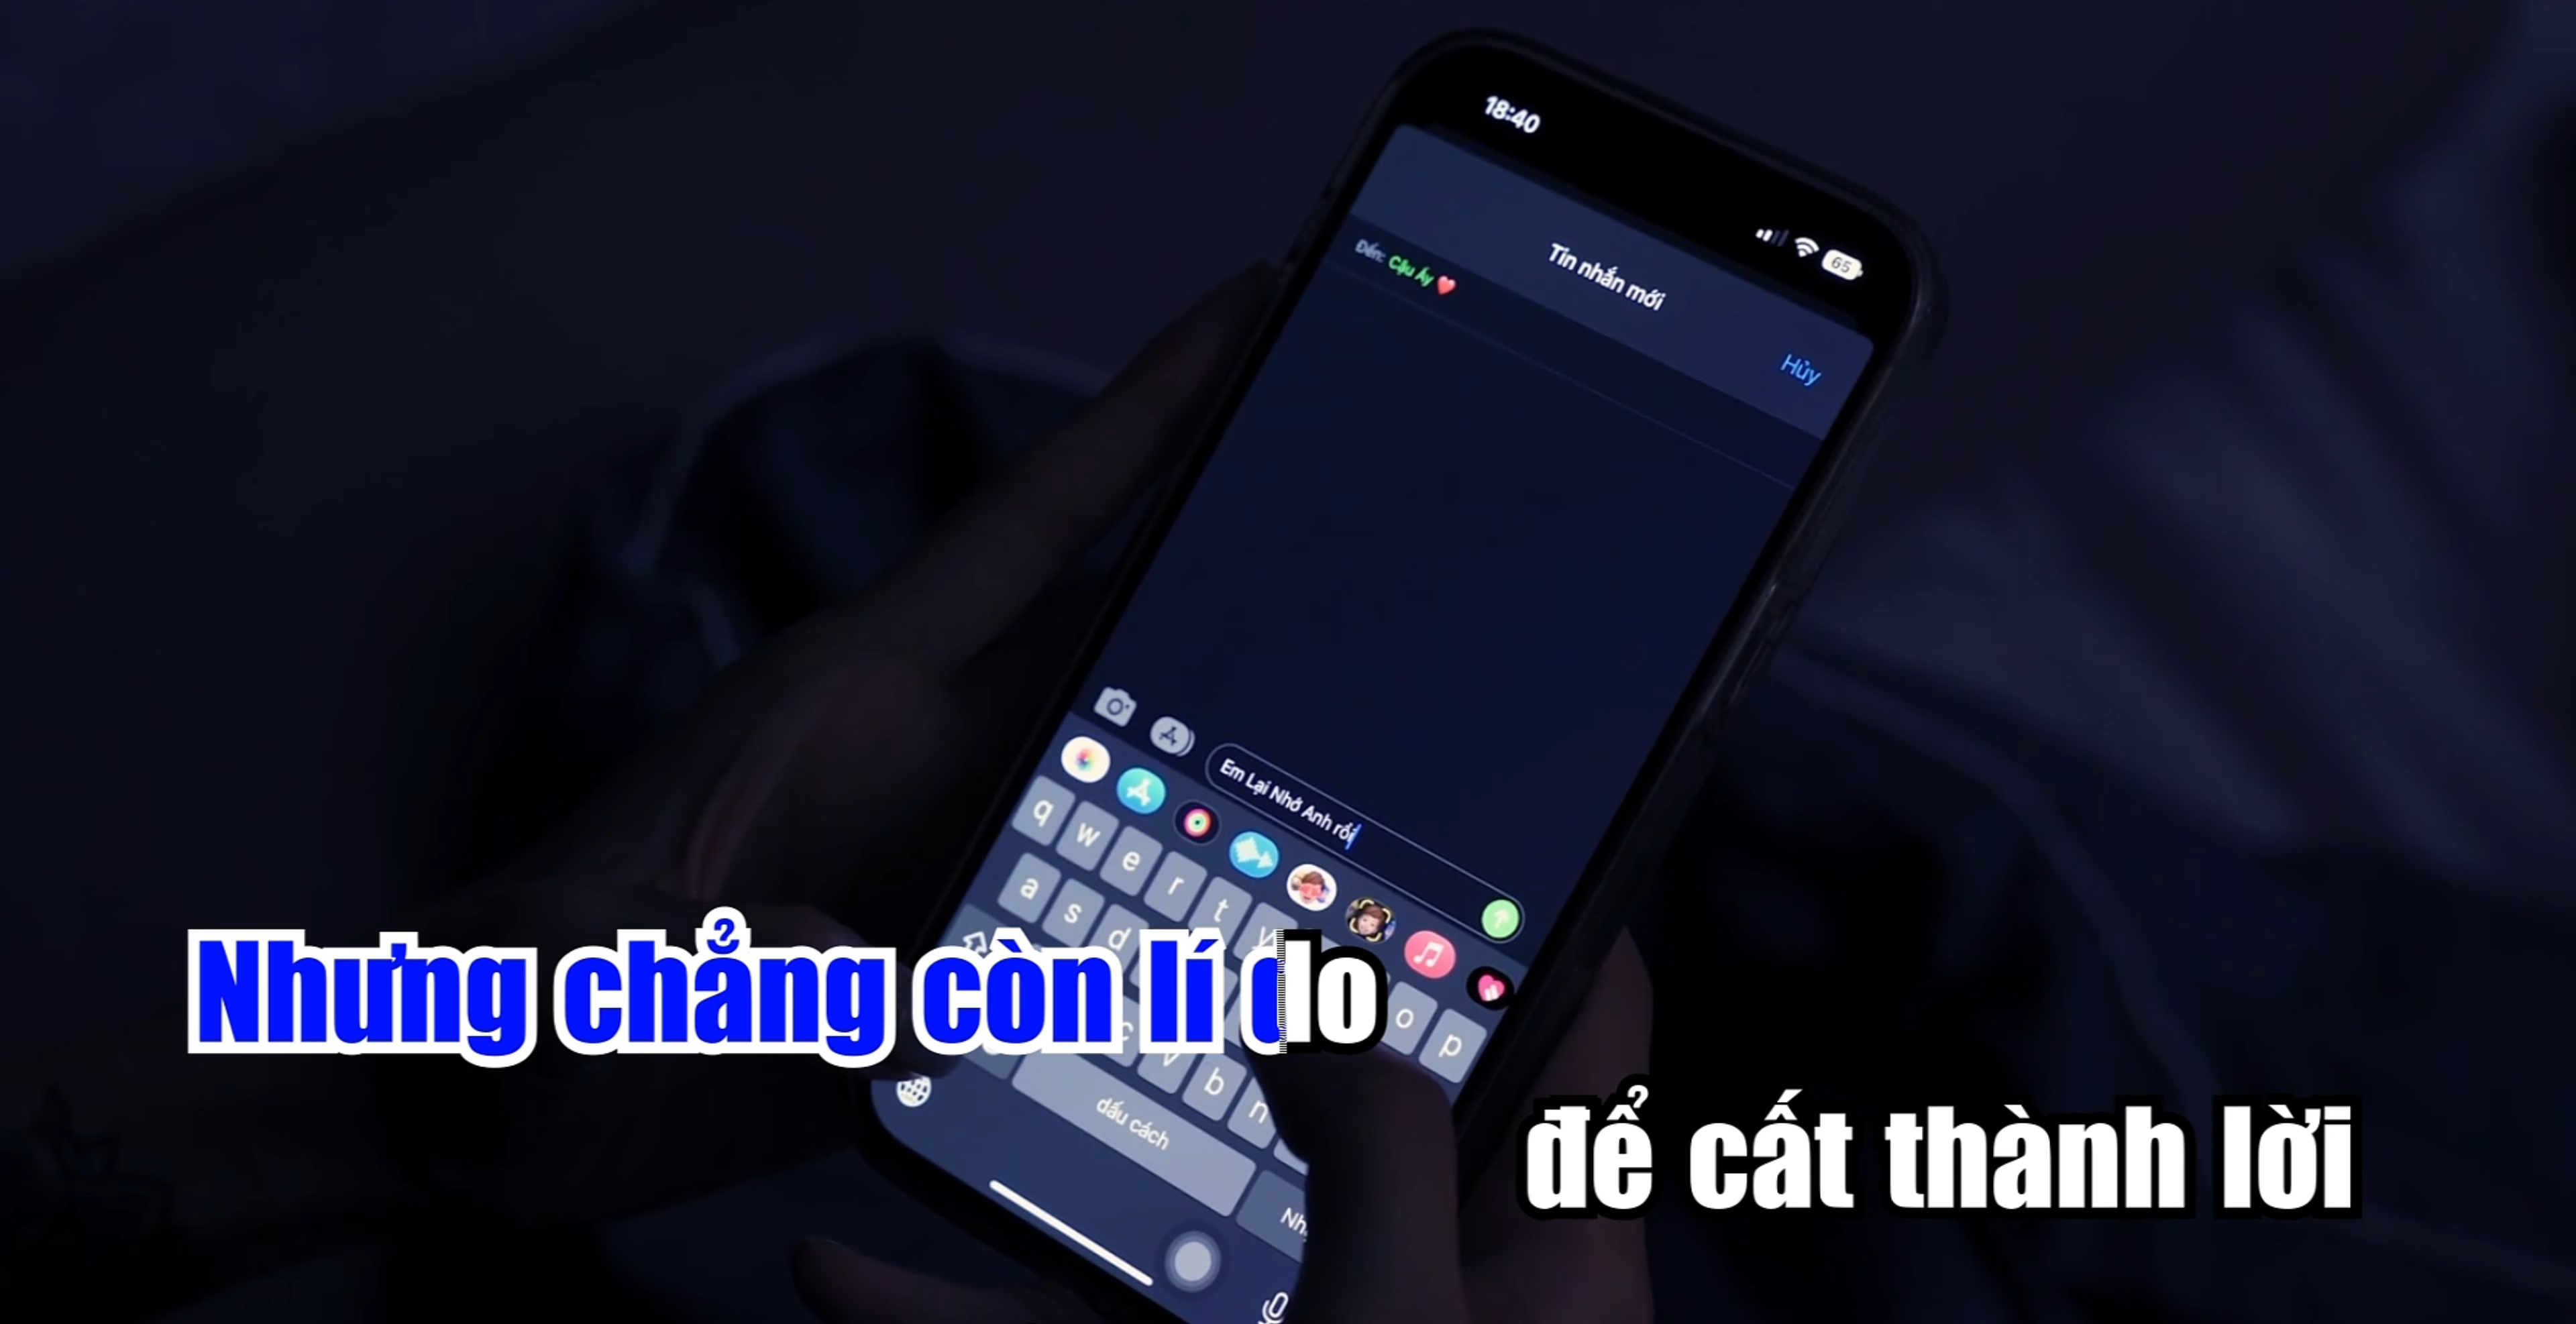 18:40
65
Tin nhắn mới
Hủy
Đến: Cậu Ấy ❤️
Em Lại Nhớ Anh rồi
q w e r t
o p
a s d
c v b n
dấu cách
Nhưng chẳng còn lí do
để cất thành lời